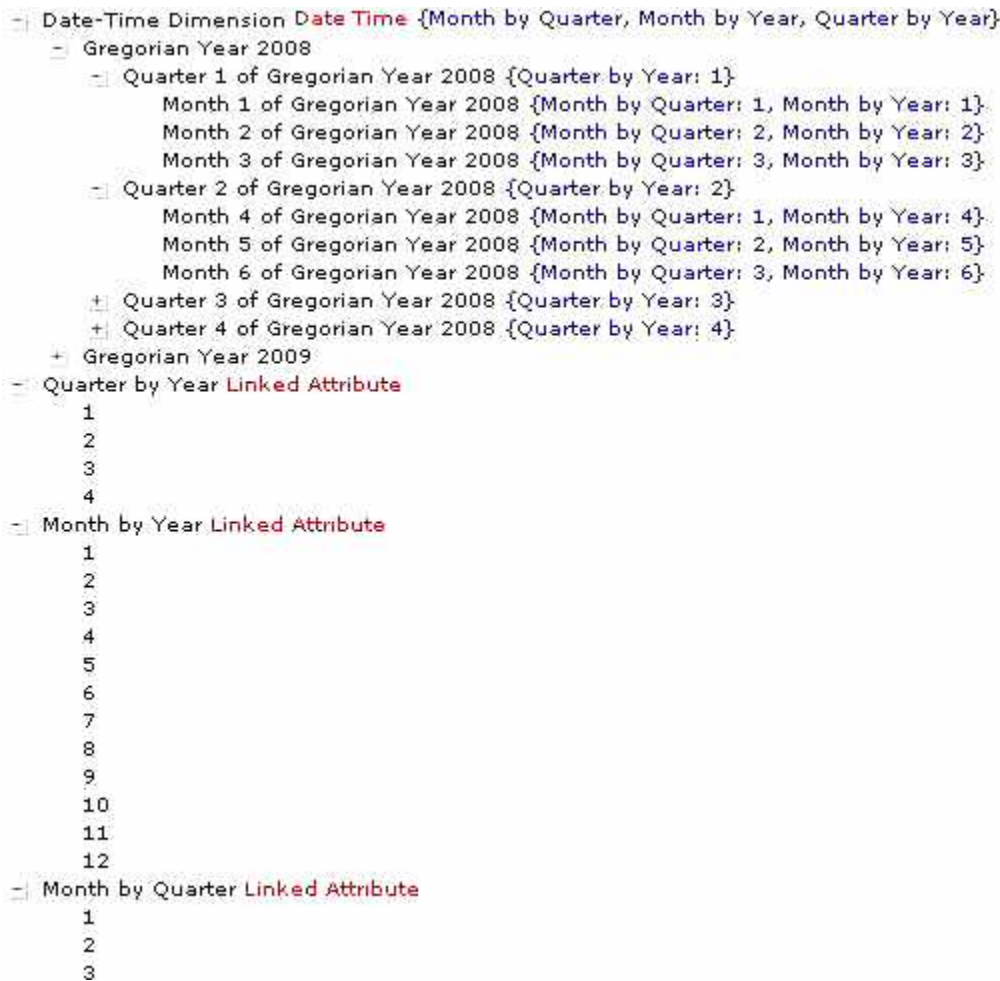 Date-Time Dimension Date Time {Month by Quarter, Month by Year, Quarter by Year}
Gregorian Year 2008
Quarter 1 of Gregorian Year 2008 {Quarter by Year: 1}
Month 1 of Gregorian Year 2008 {Month by Quarter: 1, Month by Year: 1}
Month 2 of Gregorian Year 2008 {Month by Quarter: 2, Month by Year: 2}
Month 3 of Gregorian Year 2008 {Month by Quarter: 3, Month by Year: 3}
Quarter 2 of Gregorian Year 2008 {Quarter by Year: 2}
Month 4 of Gregorian Year 2008 {Month by Quarter: 1, Month by Year: 4}
Month 5 of Gregorian Year 2008 {Month by Quarter: 2, Month by Year: 5}
Month 6 of Gregorian Year 2008 {Month by Quarter: 3, Month by Year: 6}
Quarter 3 of Gregorian Year 2008 {Quarter by Year: 3}
Quarter 4 of Gregorian Year 2008 {Quarter by Year: 4}
Gregorian Year 2009
Quarter by Year Linked Attribute
1
2
3
4
Month by Year Linked Attribute
1
2
3
4
5
6
7
8
9
10
11
12
Month by Quarter Linked Attribute
1
2
3